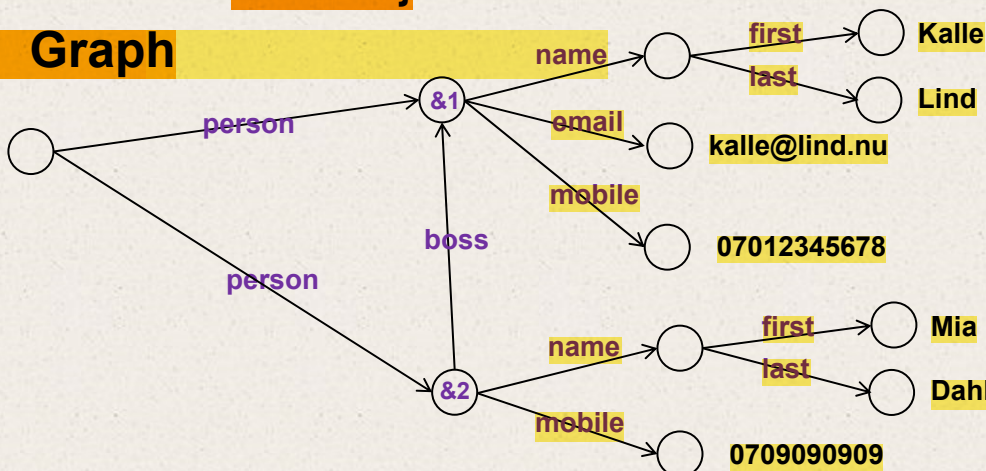 Graph
name
first
Kalle
last
Lind
&1
person
email
kalle@lind.nu
mobile
07012345678
boss
person
name
first
Mia
last
Dahl
&2
mobile
0709090909